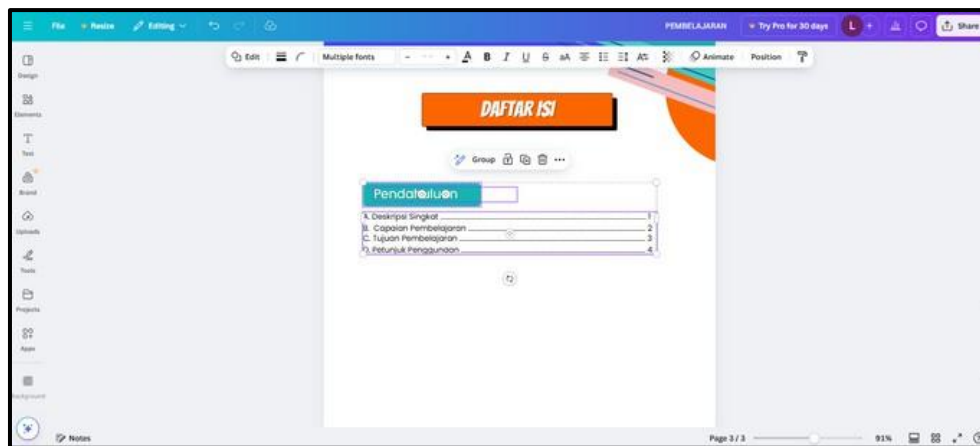 File Resize Editing PEMBELAJARAN Try Pro for 30 days L + Share
Edit Multiple fonts - -- + A B I U S aA Animate Position
Design
Elements
Text
Brand
Uploads
Tools
Projects
Apps
Background
DAFTAR ISI
Group
Pendahuluan
A. Deskripsi Singkat 1
B. Capaian Pembelajaran 2
C. Tujuan Pembelajaran 3
D. Petunjuk Penggunaan 4
Notes Page 3 / 3 91%